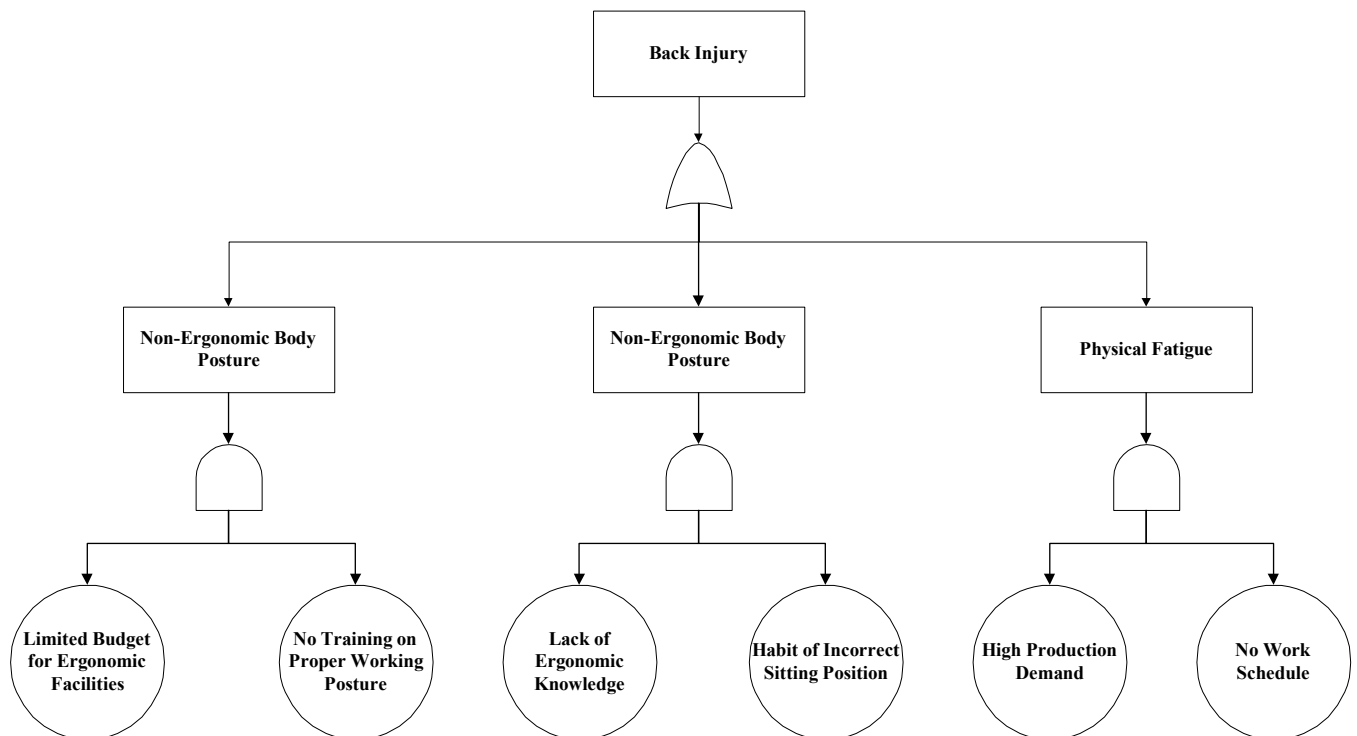 Back Injury
Non-Ergonomic Body
Posture
Non-Ergonomic Body
Posture
Physical Fatigue
Limited Budget
for Ergonomic
Facilities
No Training on
Proper Working
Posture
Lack of
Ergonomic
Knowledge
Habit of Incorrect
Sitting Position
High Production
Demand
No Work
Schedule